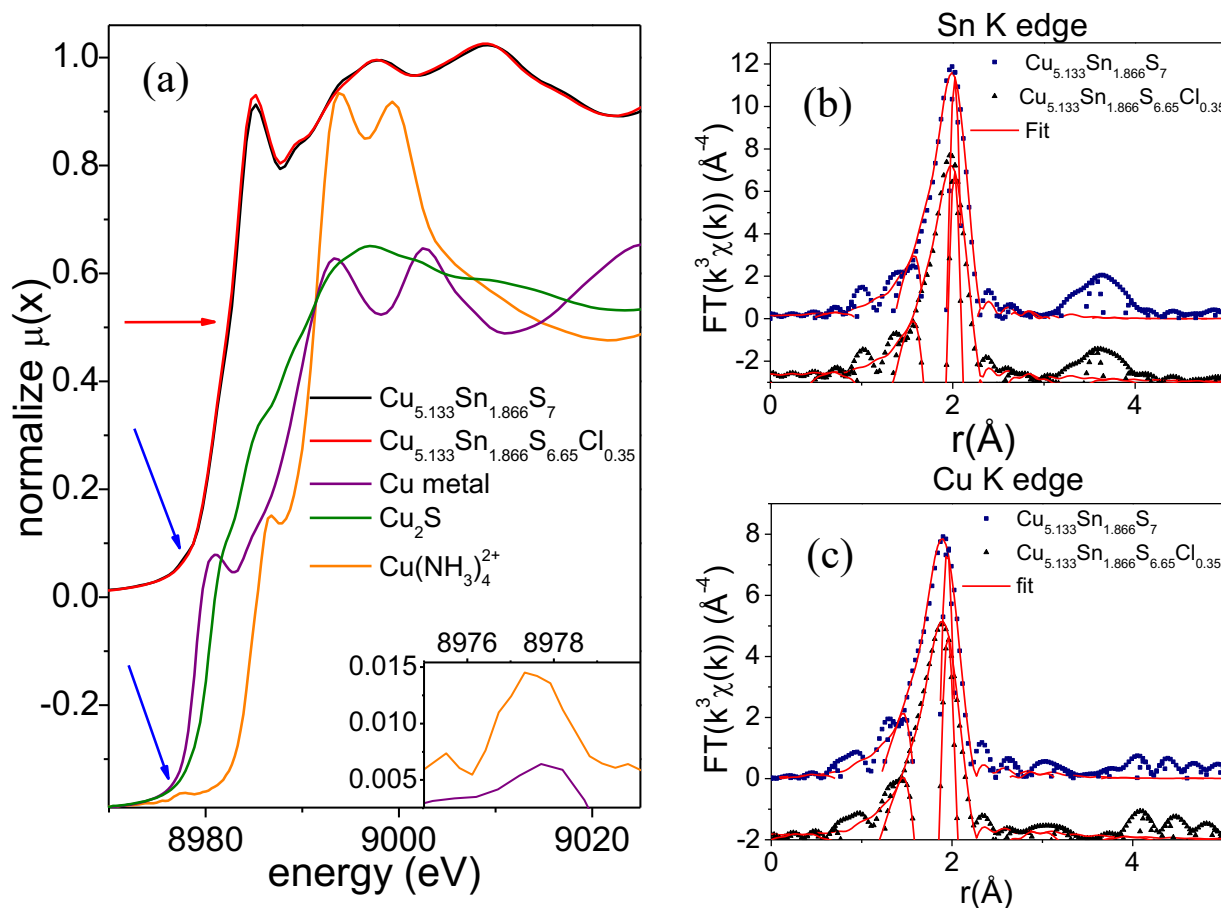 (a)
normalize μ(x)
1.0
0.8
0.6
0.4
0.2
0.0
-0.2
Cu5.133Sn1.866S7
Cu5.133Sn1.866S6.65Cl0.35
Cu metal
Cu2S
Cu(NH3)4 2+
8976 8978
0.015
0.010
0.005
8980 9000 9020
energy (eV)
Sn K edge
(b)
Cu5.133Sn1.866S7
Cu5.133Sn1.866S6.65Cl0.35
Fit
FT(k³χ(k)) (Å-4)
12
10
8
6
4
2
0
-2
0 2 4
r(Å)
Cu K edge
(c)
Cu5.133Sn1.866S7
Cu5.133Sn1.866S6.65Cl0.35
fit
FT(k³χ(k)) (Å-4)
8
6
4
2
0
-2
0 2 4
r(Å)